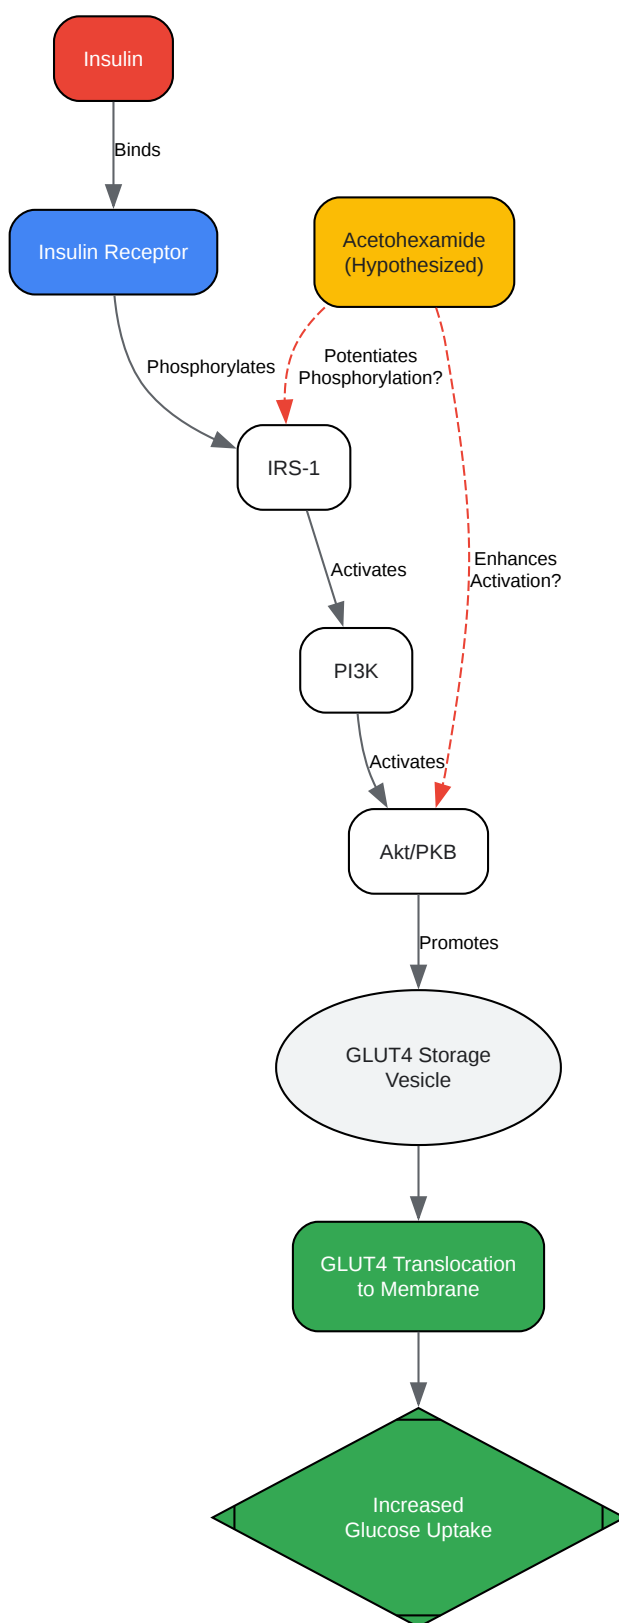 Insulin
Binds
Insulin Receptor
Acetohexamide
(Hypothesized)
Phosphorylates
Potentiates
Phosphorylation?
IRS-1
Activates
Enhances
Activation?
PI3K
Activates
Akt/PKB
Promotes
GLUT4 Storage
Vesicle
GLUT4 Translocation
to Membrane
Increased
Glucose Uptake